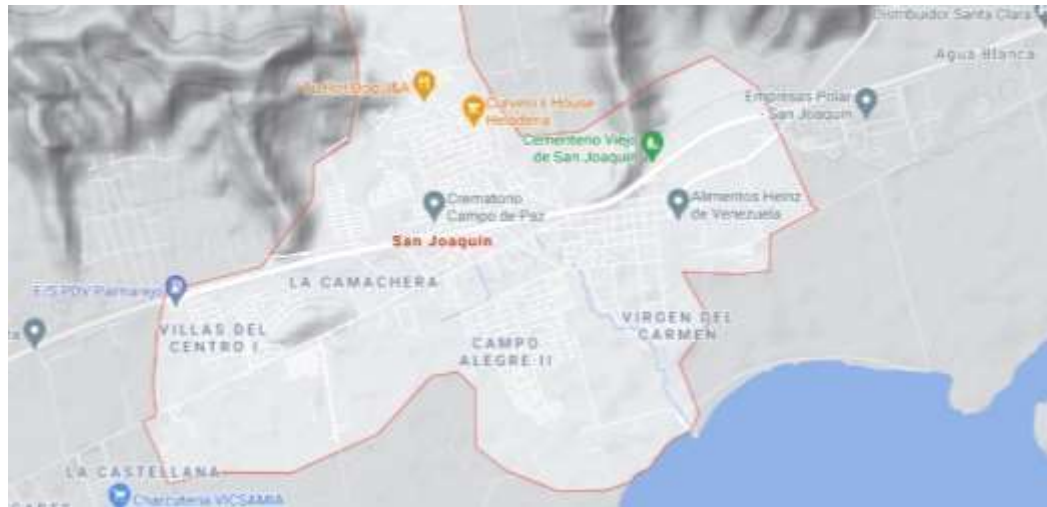 Distribuidor Santa Clara
Agua Blanca
Empresas Polar
San Joaquin
House
Heladeria
Cementerio Viejo
de San Joaquin
Crematorio
Campo de Paz
Alimentos Heinz
de Venezuela
San Joaquin
LA CAMACHERA
E/S PDV Palmarejo
VILLAS DEL
CENTRO I
CAMPO
ALEGRE II
VIRGEN DEL
CARMEN
LA CASTELLANA
Charcuteria VICSAMIA